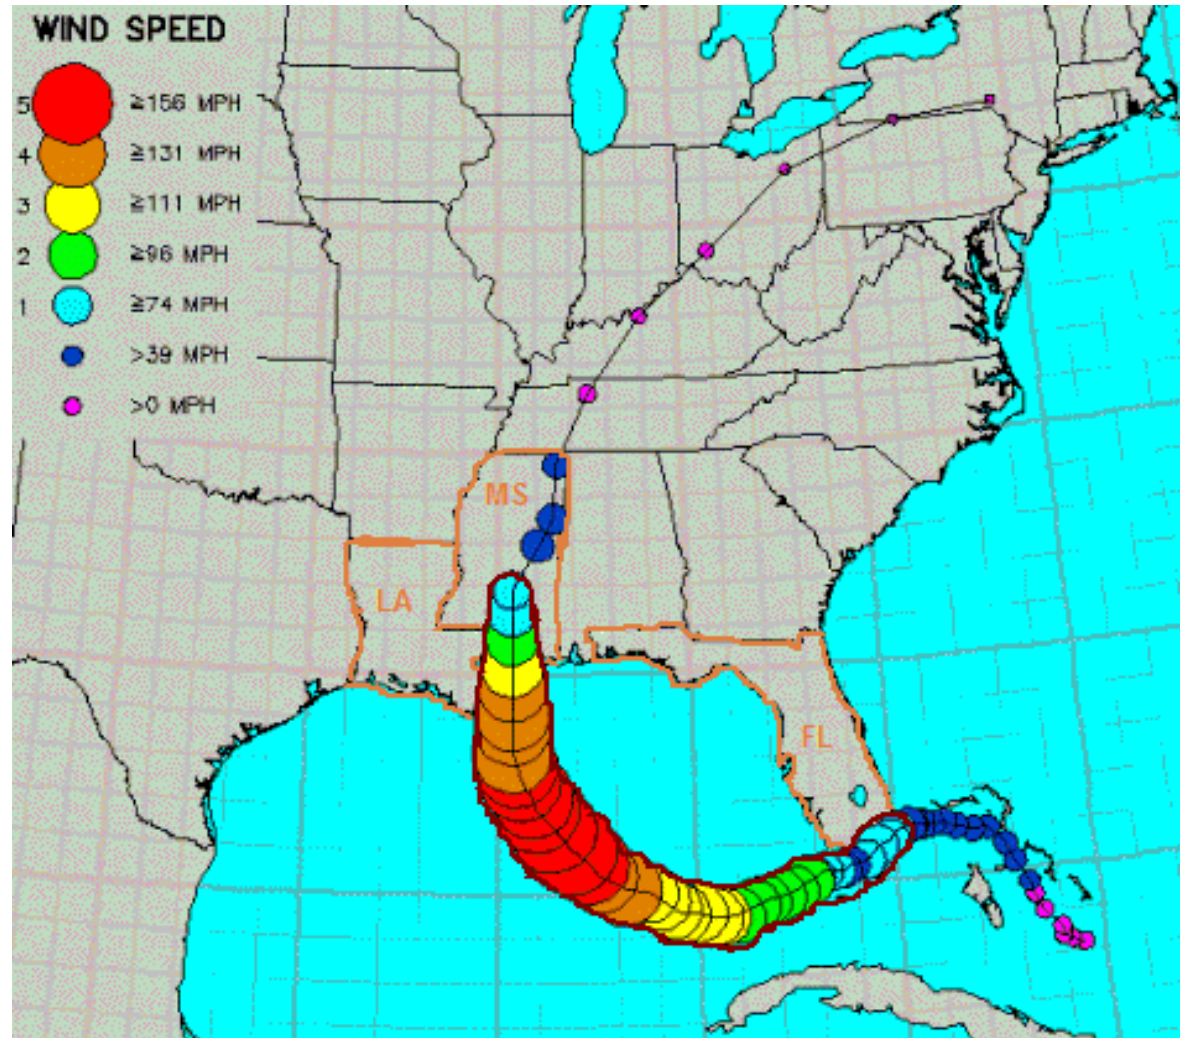 WIND SPEED
5 ≥156 MPH
4 ≥131 MPH
3 ≥111 MPH
2 ≥96 MPH
1 ≥74 MPH
>39 MPH
>0 MPH
MS
LA
FL